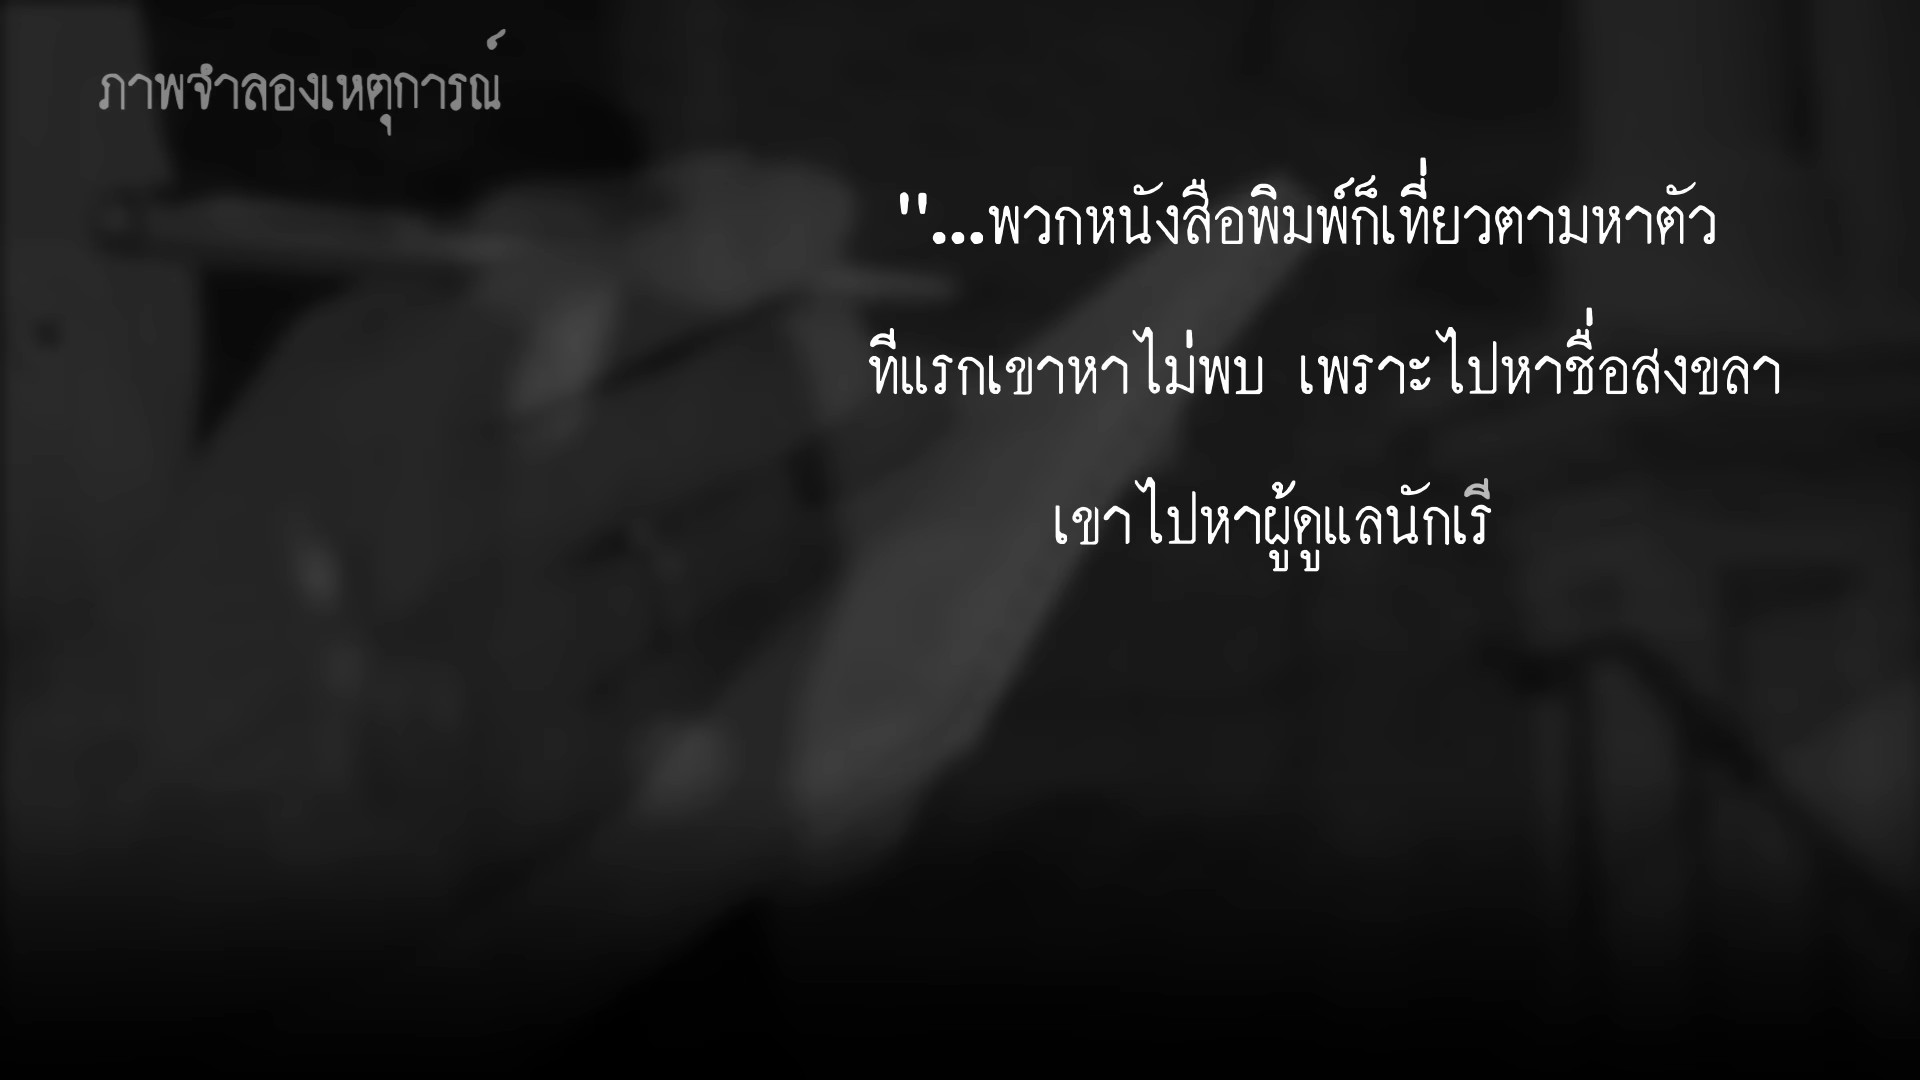 ภาพจำลองเหตุการณ์
"...พวกหนังสือพิมพ์ก็เที่ยวตามหาตัว
ทีแรกเขาหาไม่พบ เพราะไปหาชื่อสงขลา
เขาไปหาผู้ดูแลนักเรี